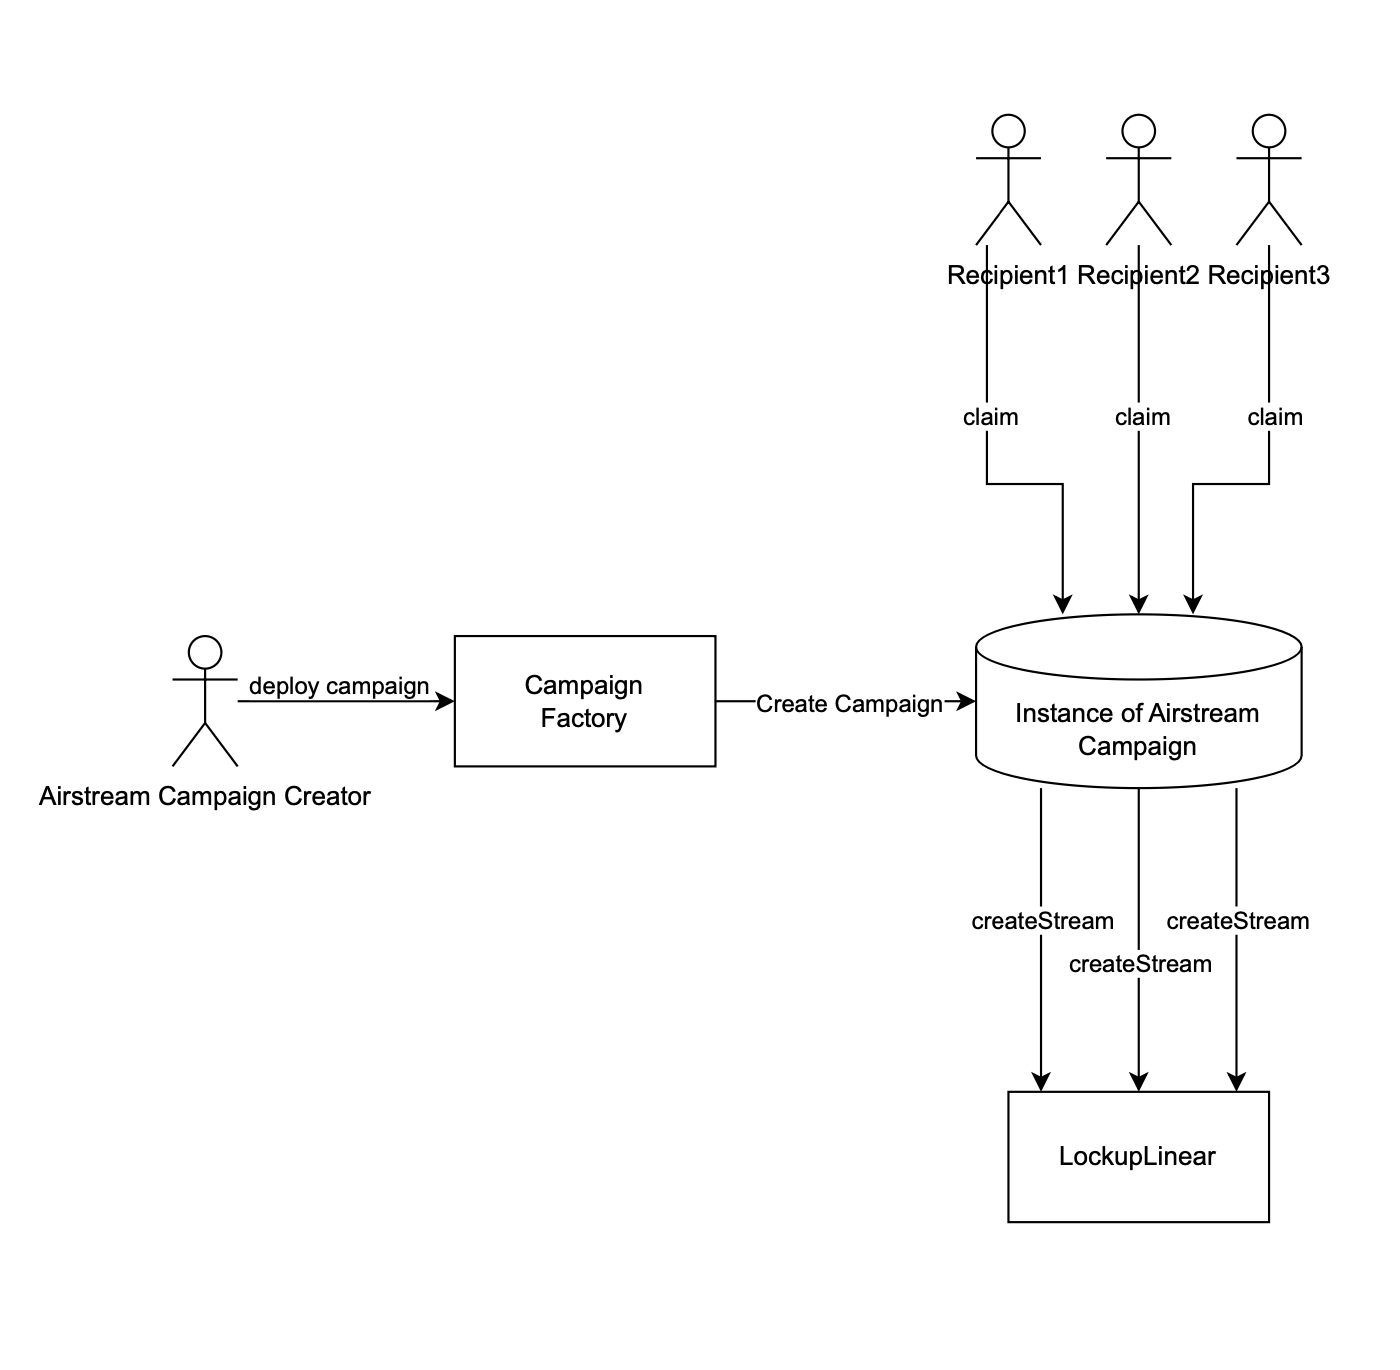 Recipient1 Recipient2 Recipient3
claim claim claim
deploy campaign
Campaign
Factory
Create Campaign
Instance of Airstream
Campaign
Airstream Campaign Creator
createStream createStream
createStream
LockupLinear